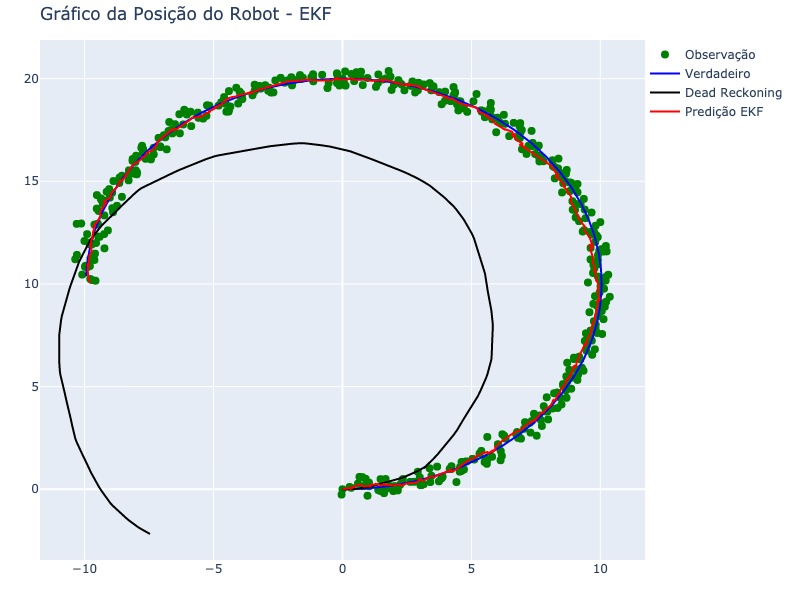 Gráfico da Posição do Robot - EKF
Observação
Verdadeiro
Dead Reckoning
Predição EKF
20
15
10
5
0
−10
−5
0
5
10